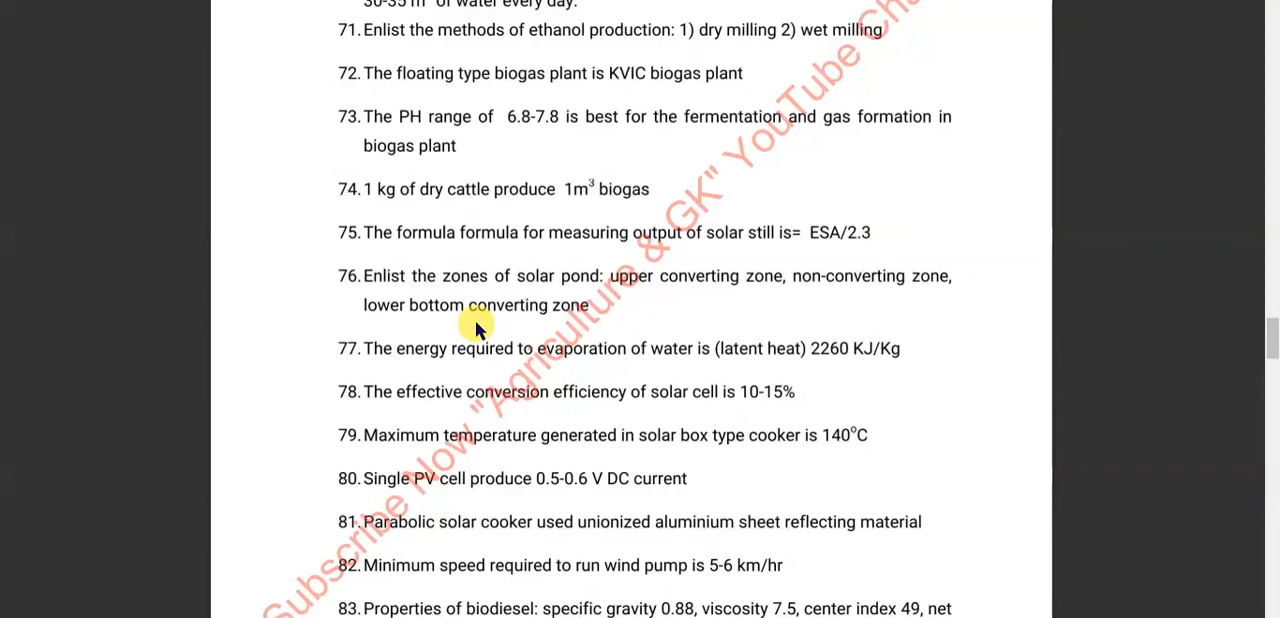 30-35 m of water every day.
71. Enlist the methods of ethanol production: 1) dry milling 2) wet milling
72. The floating type biogas plant is KVIC biogas plant
73. The PH range of 6.8-7.8 is best for the fermentation and gas formation in
biogas plant
74. 1 kg of dry cattle produce 1m³ biogas
75. The formula formula for measuring output of solar still is= ESA/2.3
76. Enlist the zones of solar pond: upper converting zone, non-converting zone,
lower bottom converting zone
77. The energy required to evaporation of water is (latent heat) 2260 KJ/Kg
78. The effective conversion efficiency of solar cell is 10-15%
79. Maximum temperature generated in solar box type cooker is 140°C
80. Single PV cell produce 0.5-0.6 V DC current
81. Parabolic solar cooker used unionized aluminium sheet reflecting material
82. Minimum speed required to run wind pump is 5-6 km/hr
83. Properties of biodiesel: specific gravity 0.88, viscosity 7.5, center index 49, net
Subscribe Now "Agriculture & GK" YouTube Cha